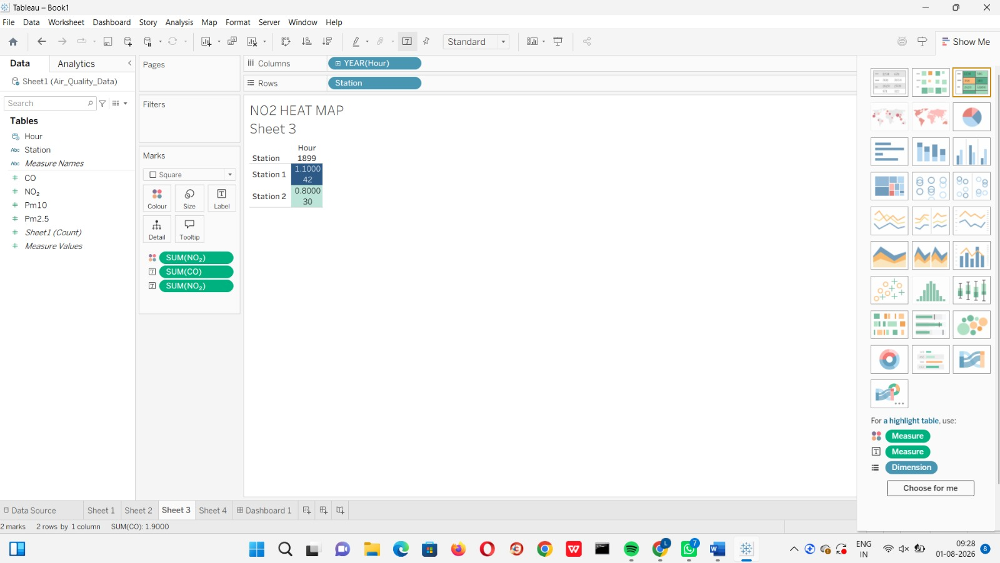 Tableau – Book1
File Data Worksheet Dashboard Story Analysis Map Format Server Window Help
Standard
Show Me
Data Analytics
Sheet1 (Air_Quality_Data)
Search
Tables
Hour
Abc Station
Abc Measure Names
# CO
# NO₂
# Pm10
# Pm2.5
# Sheet1 (Count)
# Measure Values
Pages
Filters
Marks
Square
Colour Size Label
Detail Tooltip
SUM(NO₂)
SUM(CO)
SUM(NO₂)
Columns YEAR(Hour)
Rows Station
NO2 HEAT MAP
Sheet 3
Hour
Station 1899
Station 1 1.1000
42
Station 2 0.8000
30
For a highlight table, use:
Measure
Measure
Dimension
Choose for me
Data Source Sheet 1 Sheet 2 Sheet 3 Sheet 4 Dashboard 1
2 marks 2 rows by 1 column SUM(CO): 1.9000
ENG
IN
09:28
01-08-2026
8
L
7